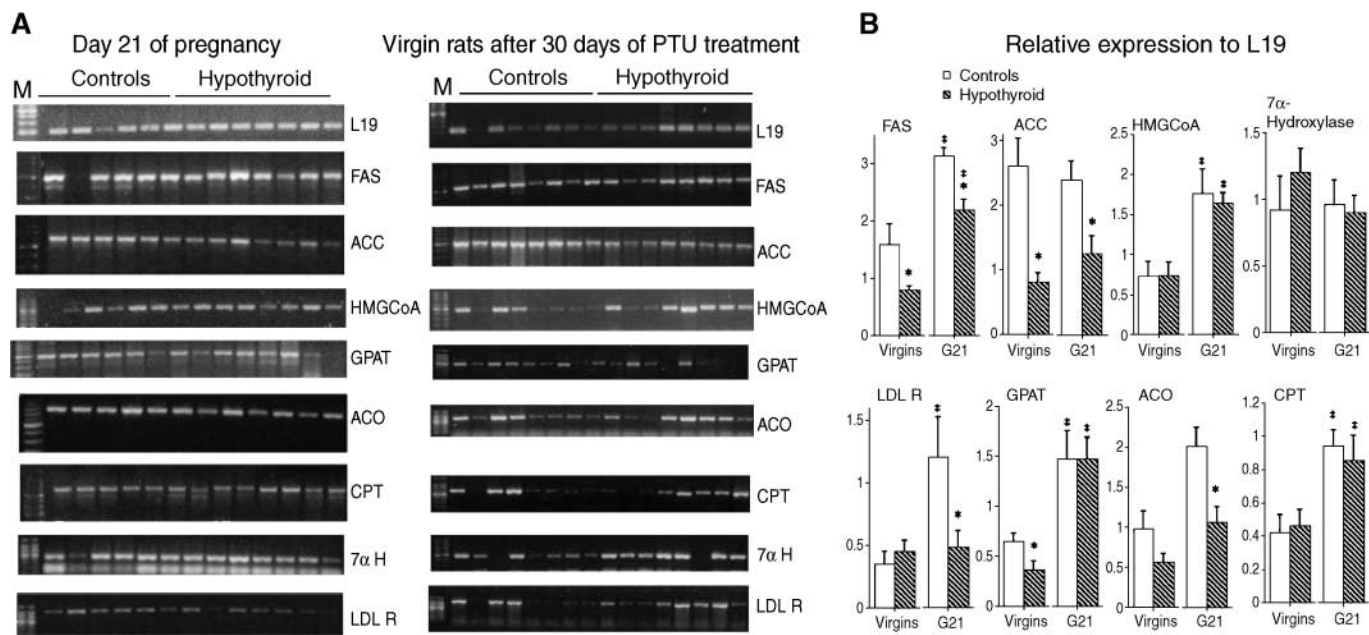 A
Day 21 of pregnancy
M
Controls
Hypothyroid
L19
FAS
ACC
HMGCoA
GPAT
ACO
CPT
7α H
LDL R
Virgin rats after 30 days of PTU treatment
M
Controls
Hypothyroid
L19
FAS
ACC
HMGCoA
GPAT
ACO
CPT
7α H
LDL R
B
Relative expression to L19
Controls
Hypothyroid
FAS
3
2
1
0
‡
‡
*
*
Virgins G21
ACC
3
2
1
0
*
*
Virgins G21
HMGCoA
2.5
2
1.5
1
0.5
0
‡
‡
Virgins G21
7α-
Hydroxylase
1.5
1
0.5
0
Virgins G21
LDL R
1.5
1
0.5
0
‡
*
Virgins G21
GPAT
2
1.5
1
0.5
0
*
‡
‡
Virgins G21
ACO
2
1
0
*
Virgins G21
CPT
1.2
1
0.8
0.6
0.4
0.2
0
‡
‡
Virgins G21